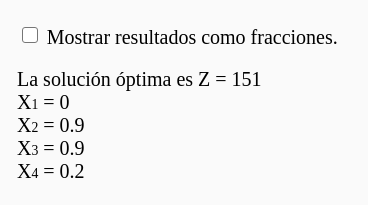 Mostrar resultados como fracciones.
La solución óptima es Z = 151
X1 = 0
X2 = 0.9
X3 = 0.9
X4 = 0.2